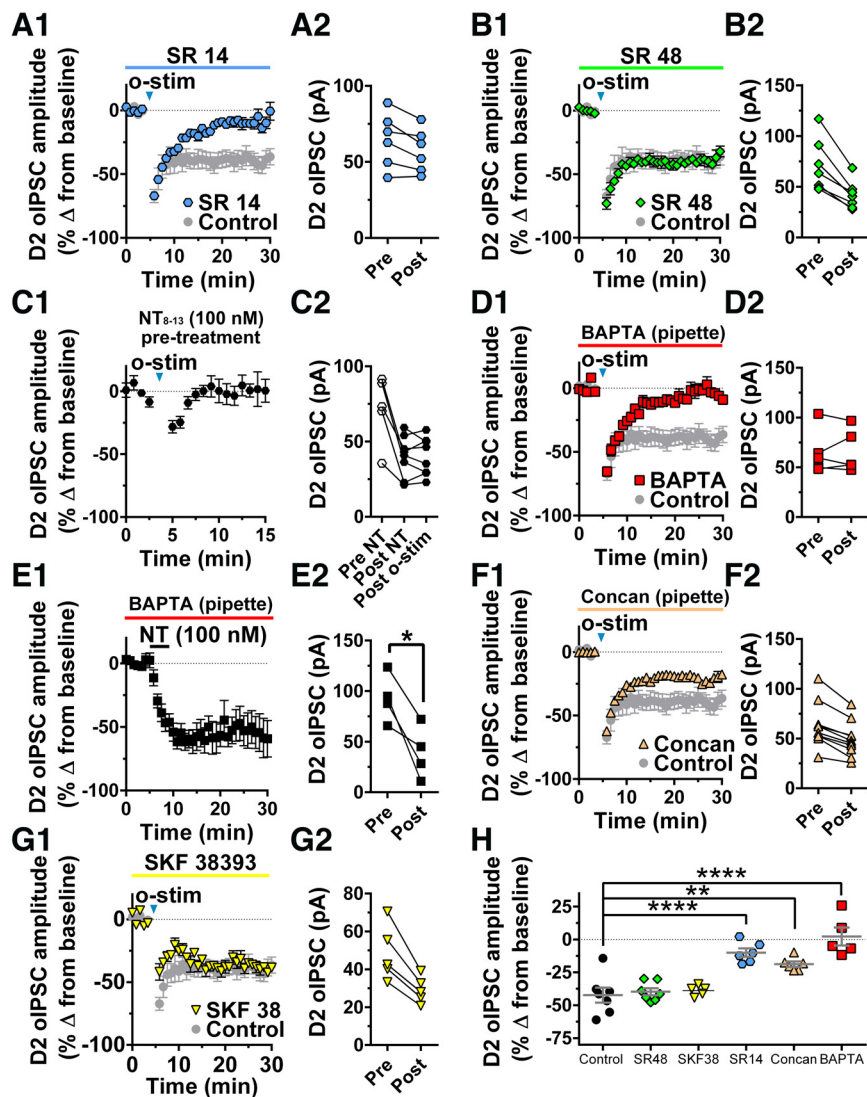 A1
SR 14
o-stim
D2 oIPSC amplitude
(% Δ from baseline)
0
-50
-100
SR 14
Control
0 10 20 30
Time (min)
A2
D2 oIPSC (pA)
100
75
50
25
0
Pre Post
B1
SR 48
o-stim
D2 oIPSC amplitude
(% Δ from baseline)
0
-50
-100
SR 48
Control
0 10 20 30
Time (min)
B2
D2 oIPSC (pA)
150
100
50
0
Pre Post
C1
NT8-13 (100 nM)
pre-treatment
o-stim
D2 oIPSC amplitude
(% Δ from baseline)
0
-50
-100
0 5 10 15
Time (min)
C2
D2 oIPSC (pA)
100
50
0
Pre NT
Post NT
Post o-stim
D1
BAPTA (pipette)
o-stim
D2 oIPSC amplitude
(% Δ from baseline)
0
-50
-100
BAPTA
Control
0 10 20 30
Time (min)
D2
D2 oIPSC (pA)
150
100
50
0
Pre Post
E1
BAPTA (pipette)
NT (100 nM)
D2 oIPSC amplitude
(% Δ from baseline)
0
-50
-100
0 10 20 30
Time (min)
E2
*
D2 oIPSC (pA)
150
100
50
0
Pre Post
F1
Concan (pipette)
o-stim
D2 oIPSC amplitude
(% Δ from baseline)
0
-50
-100
Concan
Control
0 10 20 30
Time (min)
F2
D2 oIPSC (pA)
150
100
50
0
Pre Post
G1
SKF 38393
o-stim
D2 oIPSC amplitude
(% Δ from baseline)
0
-50
-100
SKF 38
Control
0 10 20 30
Time (min)
G2
D2 oIPSC (pA)
80
60
40
20
0
Pre Post
H
****
**
****
D2 oIPSC amplitude
(% Δ from baseline)
25
0
-25
-50
-75
Control SR48 SKF38 SR14 Concan BAPTA